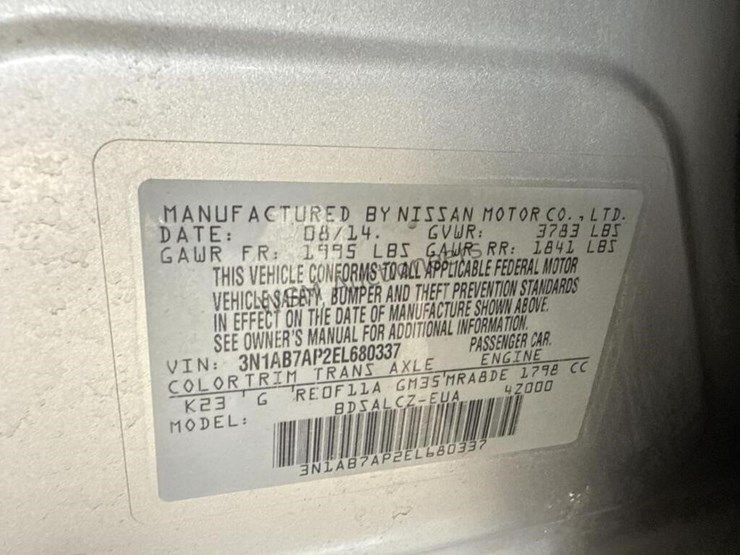 MANUFACTURED BY NISSAN MOTOR CO., LTD.
DATE: 08/14. GVWR: 3783 LBS
GAWR FR: 1995 LBS GAWR RR: 1841 LBS
THIS VEHICLE CONFORMS TO ALL APPLICABLE FEDERAL MOTOR
VEHICLE SAFETY, BUMPER AND THEFT PREVENTION STANDARDS
IN EFFECT ON THE DATE OF MANUFACTURE SHOWN ABOVE.
SEE OWNER'S MANUAL FOR ADDITIONAL INFORMATION.
VIN: 3N1AB7AP2EL680337 PASSENGER CAR.
COLOR TRIM TRANS AXLE ENGINE
K23 G RE0F11A GM35 MRA8DE 1798 CC
MODEL: BDSALCZ-EUA 42000
3N1AB7AP2EL680337